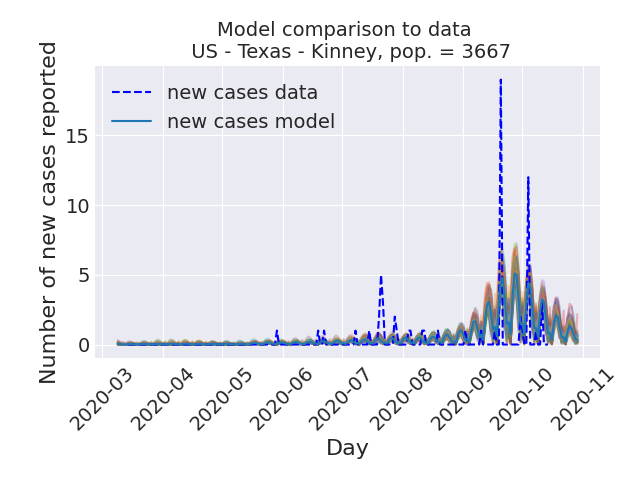 Model comparison to data
US - Texas - Kinney, pop. = 3667
new cases data
new cases model
Number of new cases reported
15
10
5
0
2020-03
2020-04
2020-05
2020-06
2020-07
2020-08
2020-09
2020-10
2020-11
Day